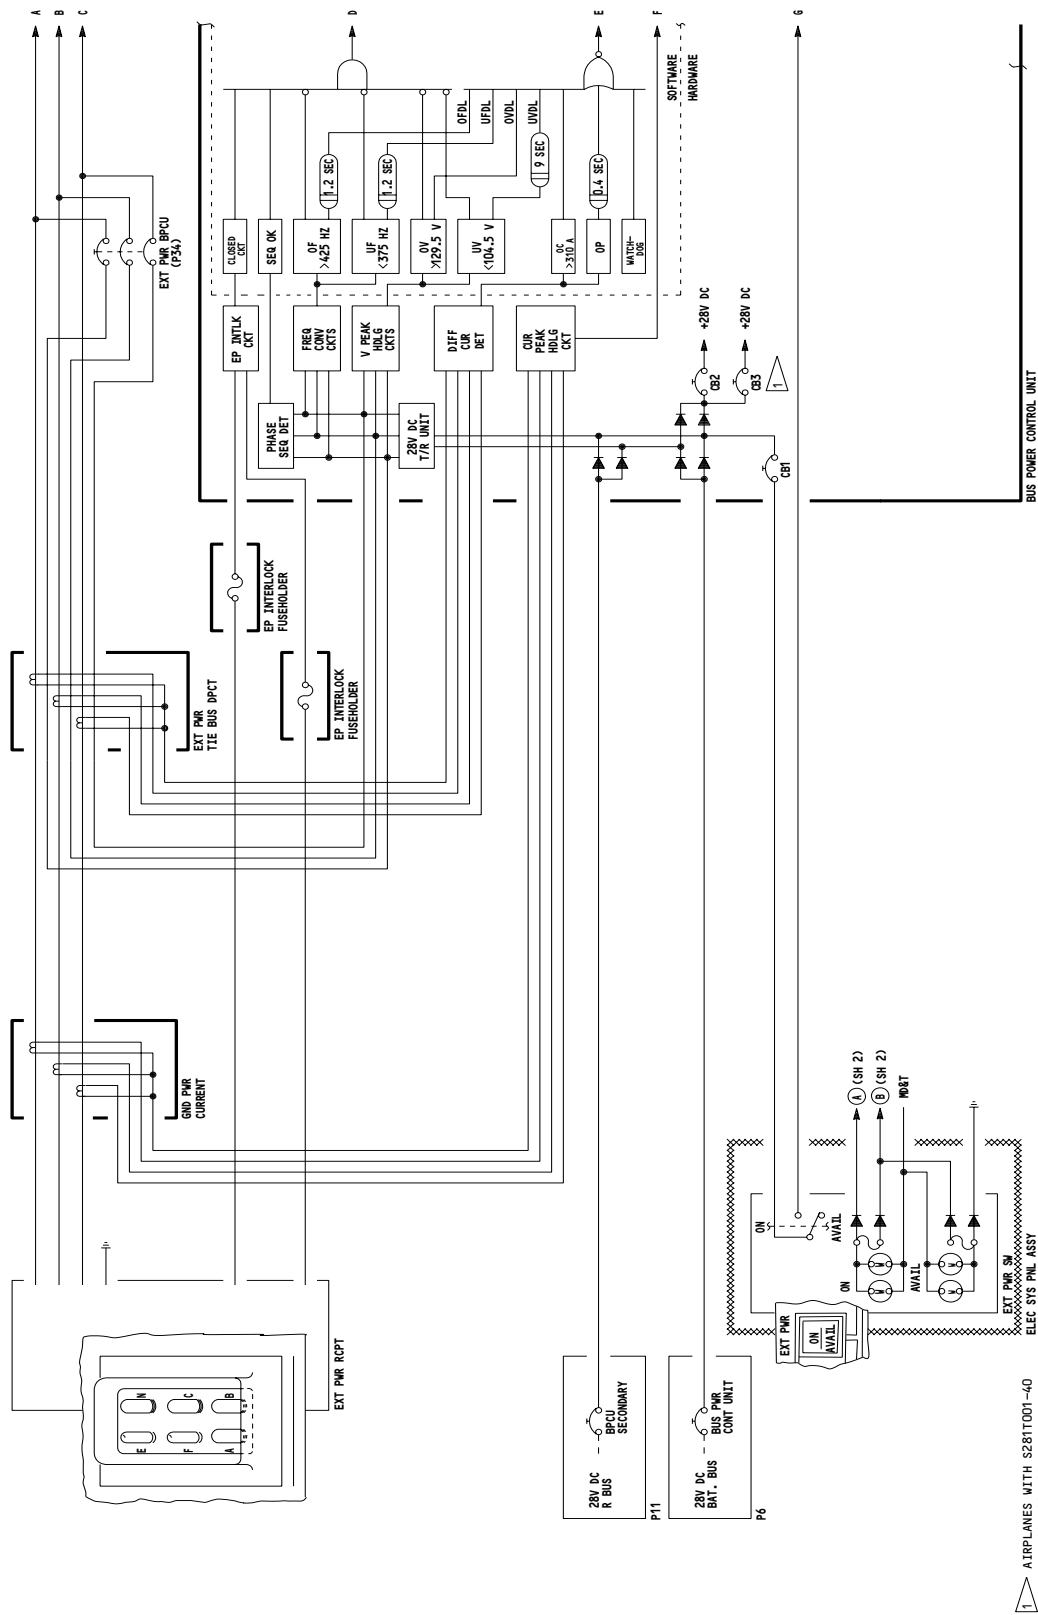 A
B
C
D
E
F
G
EXT PWR BPCU
(P34)
SOFTWARE
HARDWARE
OFDL
UFDL
OVDL
UVDL
1.2 SEC
1.2 SEC
9 SEC
0.4 SEC
CLOSED
CKT
SEQ OK
OF
>425 HZ
UF
<375 HZ
OV
>129.5 V
UV
<104.5 V
OC
>310 A
OP
WATCH-
DOG
EP INTLK
CKT
FREQ
CONV
CKTS
V PEAK
HDLG
CKTS
DIFF
CUR
DET
CUR
PEAK
HDLG
CKT
PHASE
SEQ DET
28V DC
T/R UNIT
+28V DC
+28V DC
CB2
CB3
1
CB1
BUS POWER CONTROL UNIT
EP INTERLOCK
FUSEHOLDER
EP INTERLOCK
FUSEHOLDER
EXT PWR
TIE BUS DPCT
GND PWR
CURRENT
EXT PWR RCPT
N
C
B
E
F
A
28V DC
R BUS
BPCU
SECONDARY
P11
28V DC
BAT. BUS
BUS PWR
CONT UNIT
P6
EXT PWR
ON
AVAIL
ON
AVAIL
ON
AVAIL
W
W
W
W
A (SH 2)
B (SH 2)
MD&T
EXT PWR SW
ELEC SYS PNL ASSY
1 AIRPLANES WITH S281T001-40